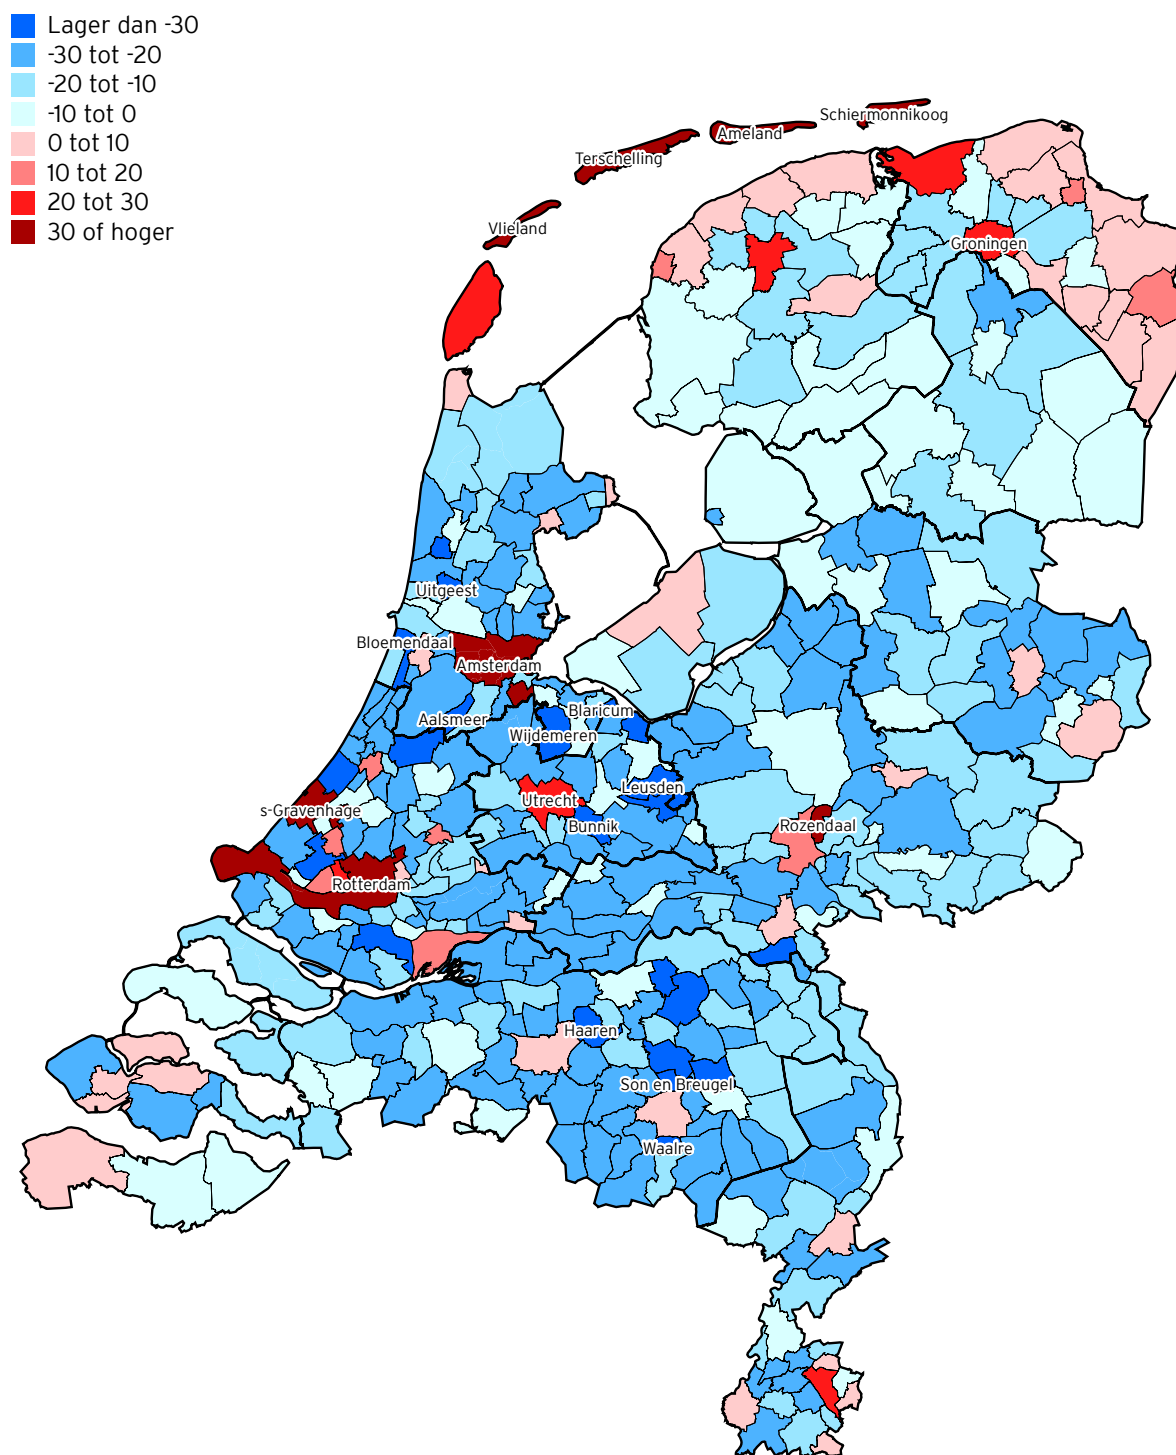 Lager dan -30
-30 tot -20
-20 tot -10
-10 tot 0
0 tot 10
10 tot 20
20 tot 30
30 of hoger
Schiermonnikoog
Ameland
Terschelling
Vlieland
Groningen
Uitgeest
Bloemendaal
Amsterdam
Blaricum
Aalsmeer
Wijdemeren
Leusden
Utrecht
s-Gravenhage
Bunnik
Rozendaal
Rotterdam
Haaren
Son en Breugel
Waalre